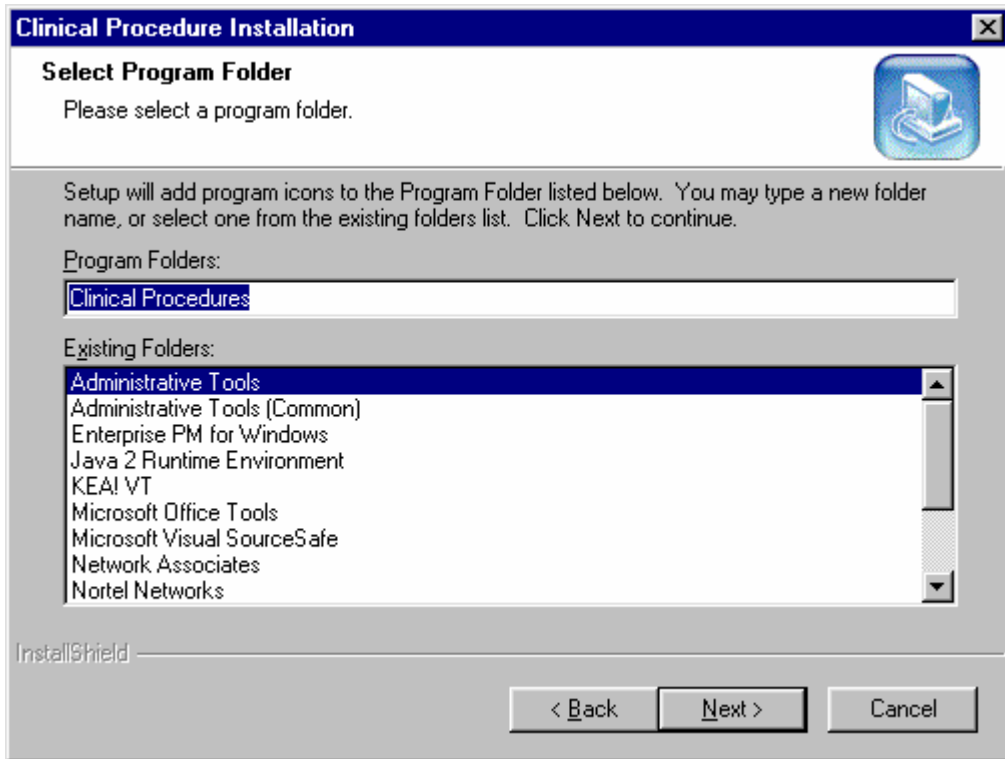 Clinical Procedure Installation
Select Program Folder
Please select a program folder.
Setup will add program icons to the Program Folder listed below. You may type a new folder
name, or select one from the existing folders list. Click Next to continue.
Program Folders:
Clinical Procedures
Existing Folders:
Administrative Tools
Administrative Tools (Common)
Enterprise PM for Windows
Java 2 Runtime Environment
KEA! VT
Microsoft Office Tools
Microsoft Visual SourceSafe
Network Associates
Nortel Networks
InstallShield
< Back
Next >
Cancel